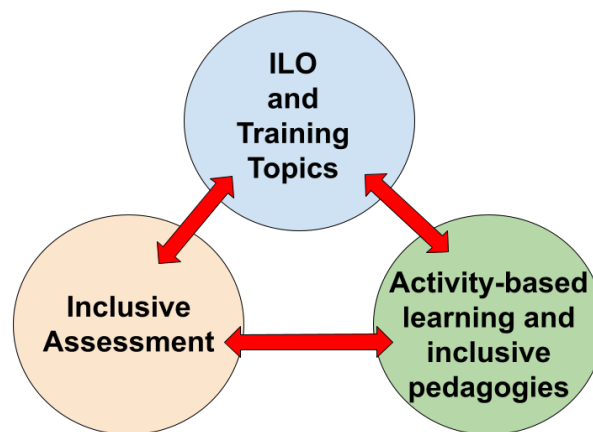 ILO
and
Training
Topics
Inclusive
Assessment
Activity-based
learning and
inclusive
pedagogies